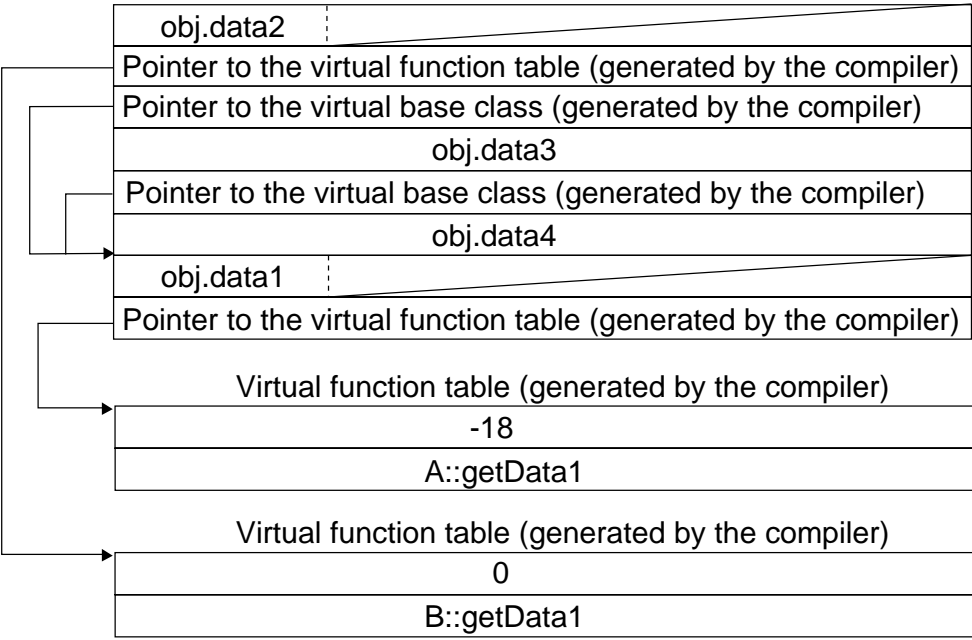 obj.data2
Pointer to the virtual function table (generated by the compiler)
Pointer to the virtual base class (generated by the compiler)
obj.data3
Pointer to the virtual base class (generated by the compiler)
obj.data4
obj.data1
Pointer to the virtual function table (generated by the compiler)
Virtual function table (generated by the compiler)
-18
A::getData1
Virtual function table (generated by the compiler)
0
B::getData1